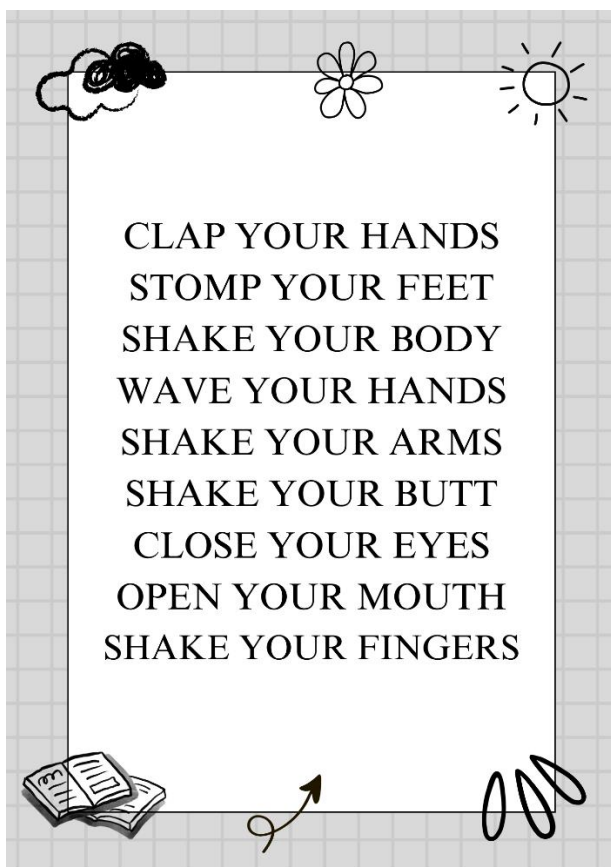 CLAP YOUR HANDS
STOMP YOUR FEET
SHAKE YOUR BODY
WAVE YOUR HANDS
SHAKE YOUR ARMS
SHAKE YOUR BUTT
CLOSE YOUR EYES
OPEN YOUR MOUTH
SHAKE YOUR FINGERS